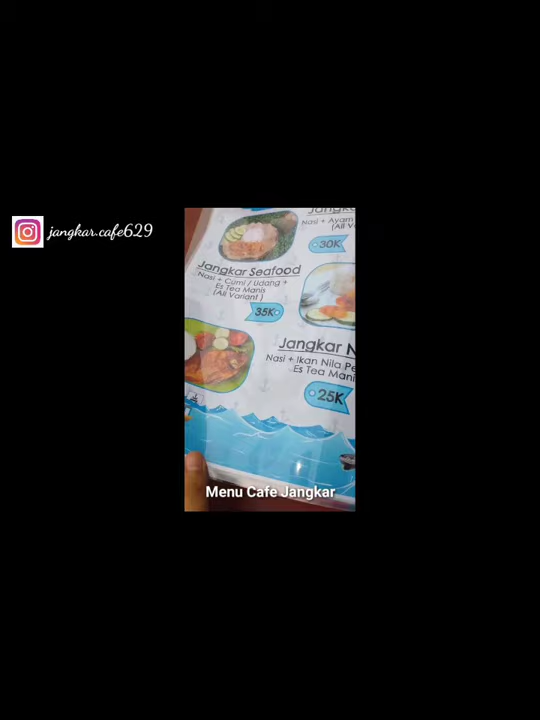 jangkar.cafe629
Nasi + Ayam
30K
Jangkar Seafood
Nasi + Cumi / Udang +
Es Tea Manis
(All Variant )
35K
Jangkar
Nasi + Ikan Nila
Es Tea
25K
Menu Cafe Jangkar